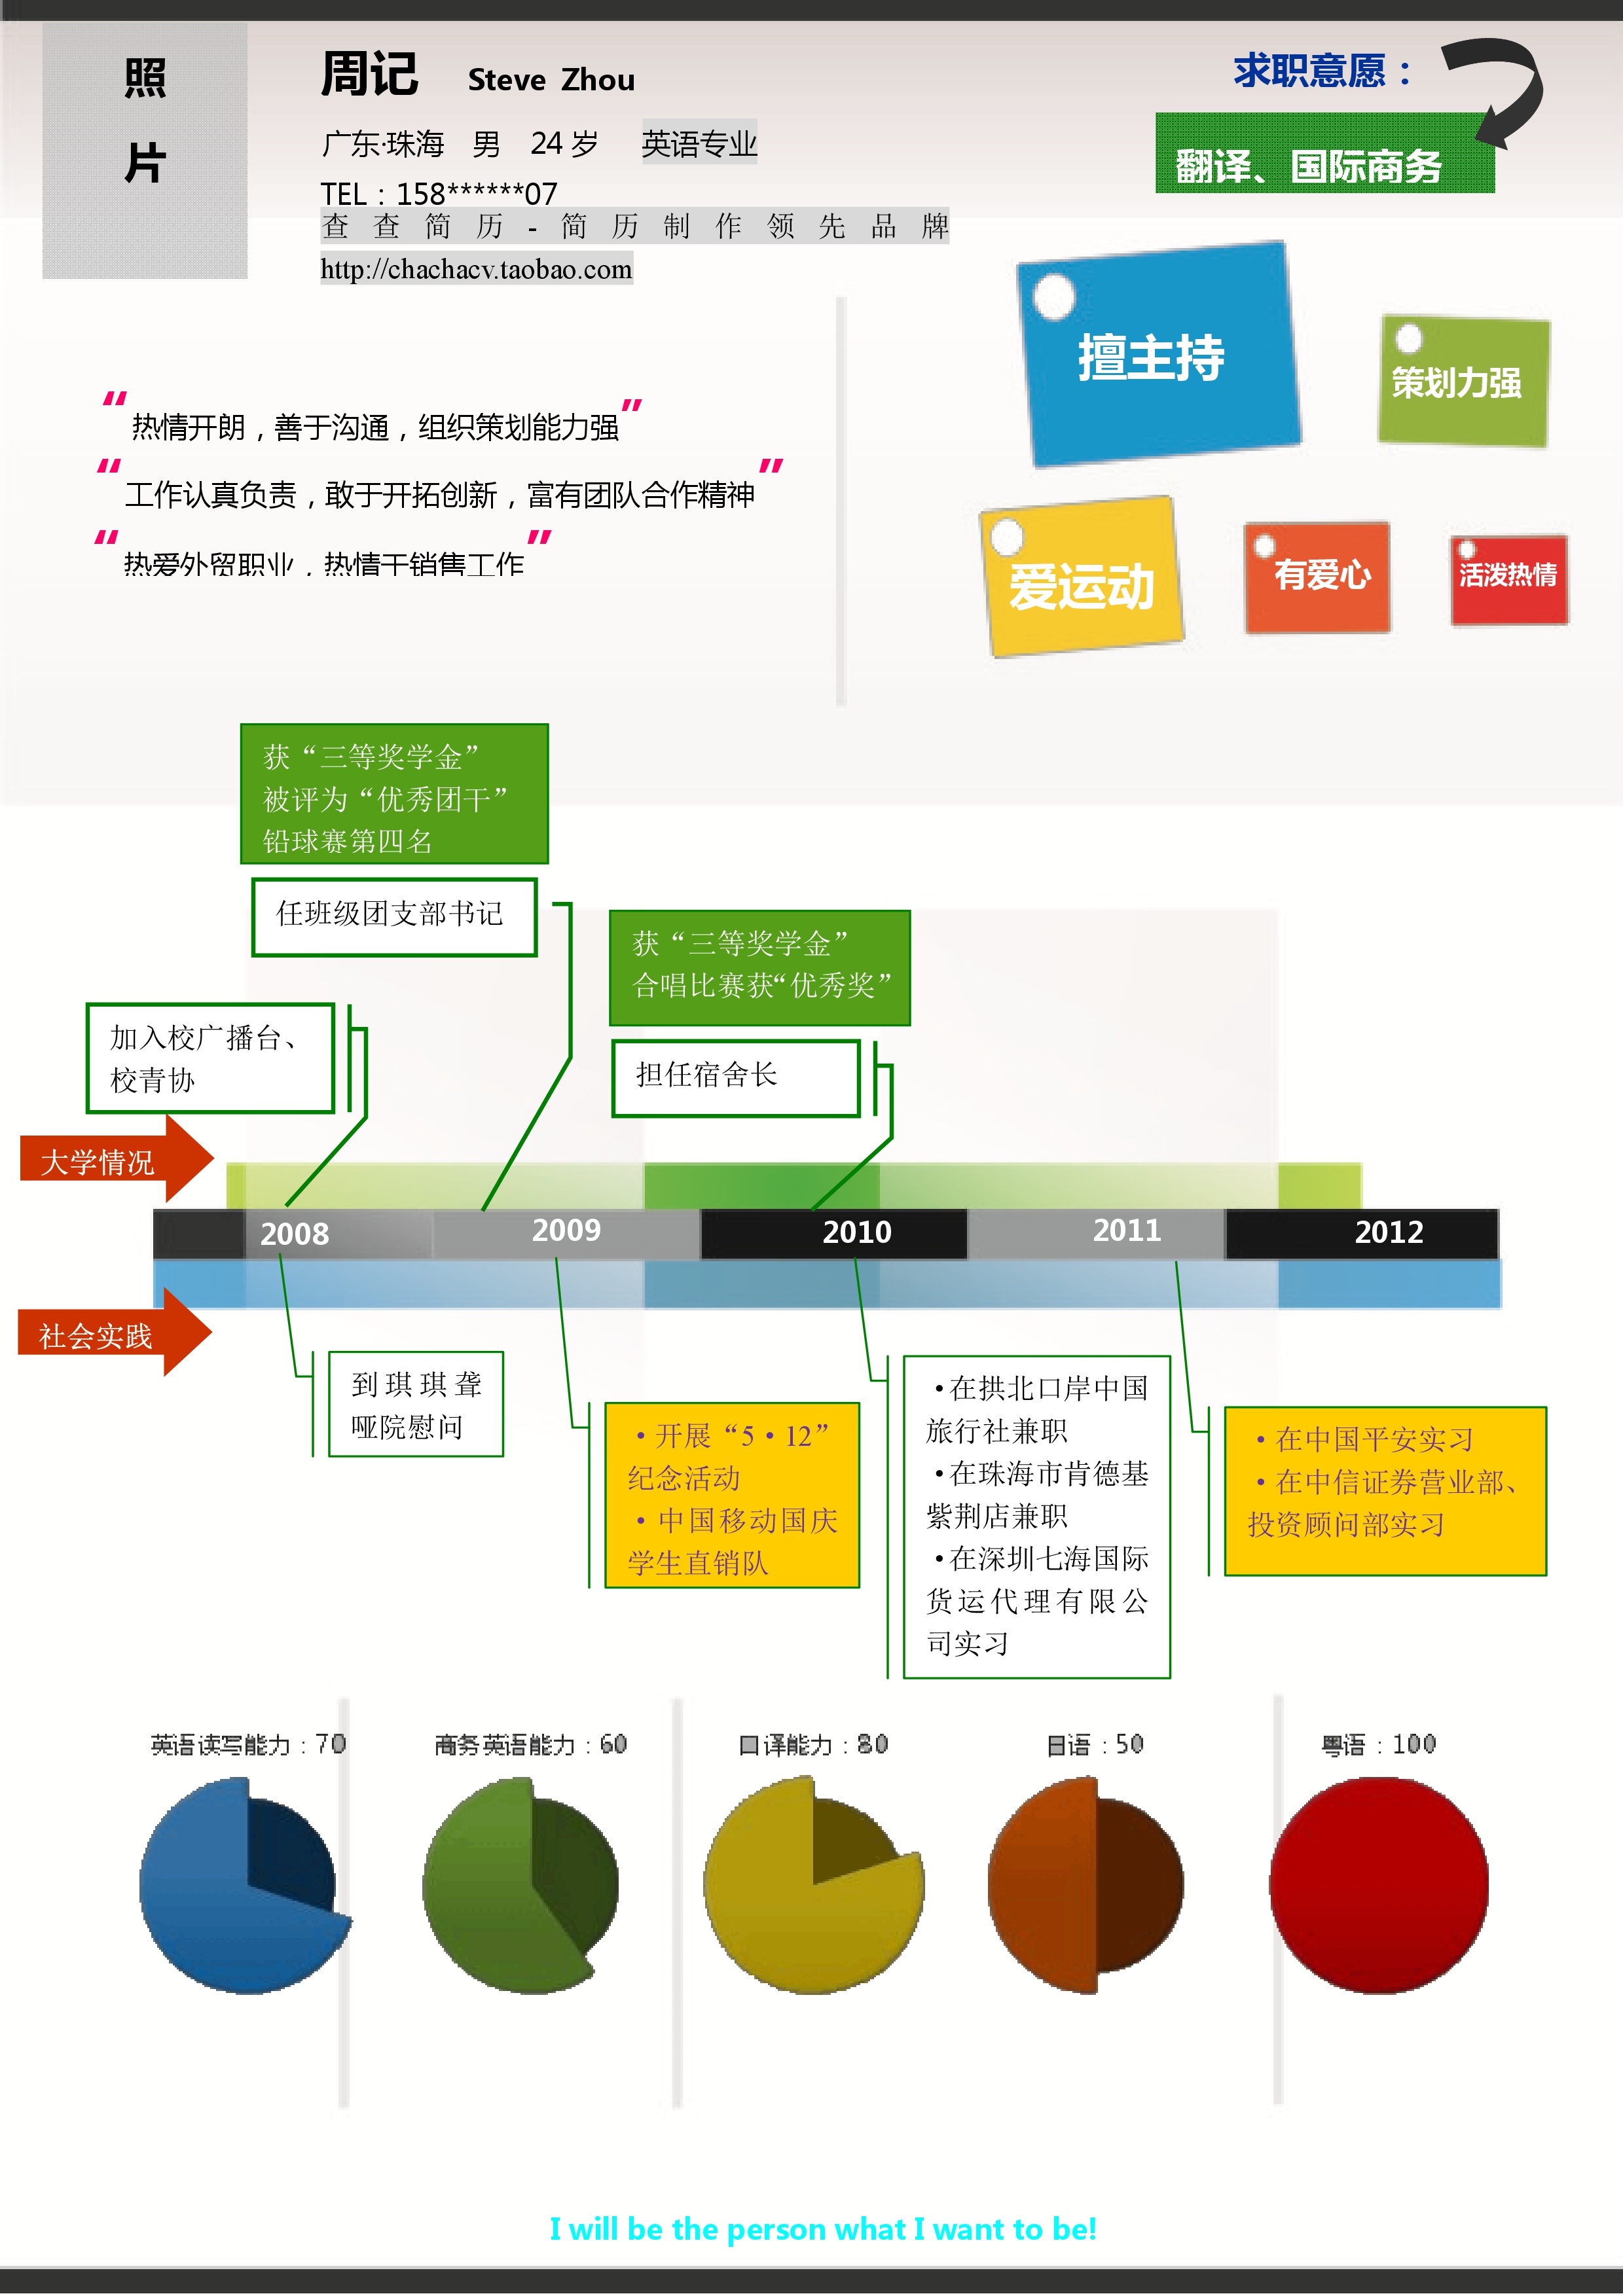 照
片
周记 Steve Zhou
广东·珠海 男 24 岁 英语专业
TEL：158******07
查查简历-简历制作领先品牌
http://chachacv.taobao.com
求职意愿：
翻译、国际商务
“热情开朗，善于沟通，组织策划能力强”
“工作认真负责，敢于开拓创新，富有团队合作精神”
“热爱外贸职业，热情于销售工作”
擅主持
策划力强
爱运动
有爱心
活泼热情
获“三等奖学金”
被评为“优秀团干”
铅球赛第四名
任班级团支部书记
获“三等奖学金”
合唱比赛获“优秀奖”
加入校广播台、
校青协
担任宿舍长
大学情况
2008
2009
2010
2011
2012
社会实践
到琪琪聋
哑院慰问
·开展“5·12”
纪念活动
·中国移动国庆
学生直销队
·在拱北口岸中国
旅行社兼职
·在珠海市肯德基
紫荆店兼职
·在深圳七海国际
货运代理有限公
司实习
·在中国平安实习
·在中信证券营业部、
投资顾问部实习
英语读写能力：70
商务英语能力：60
口译能力：80
日语：50
粤语：100
I will be the person what I want to be!